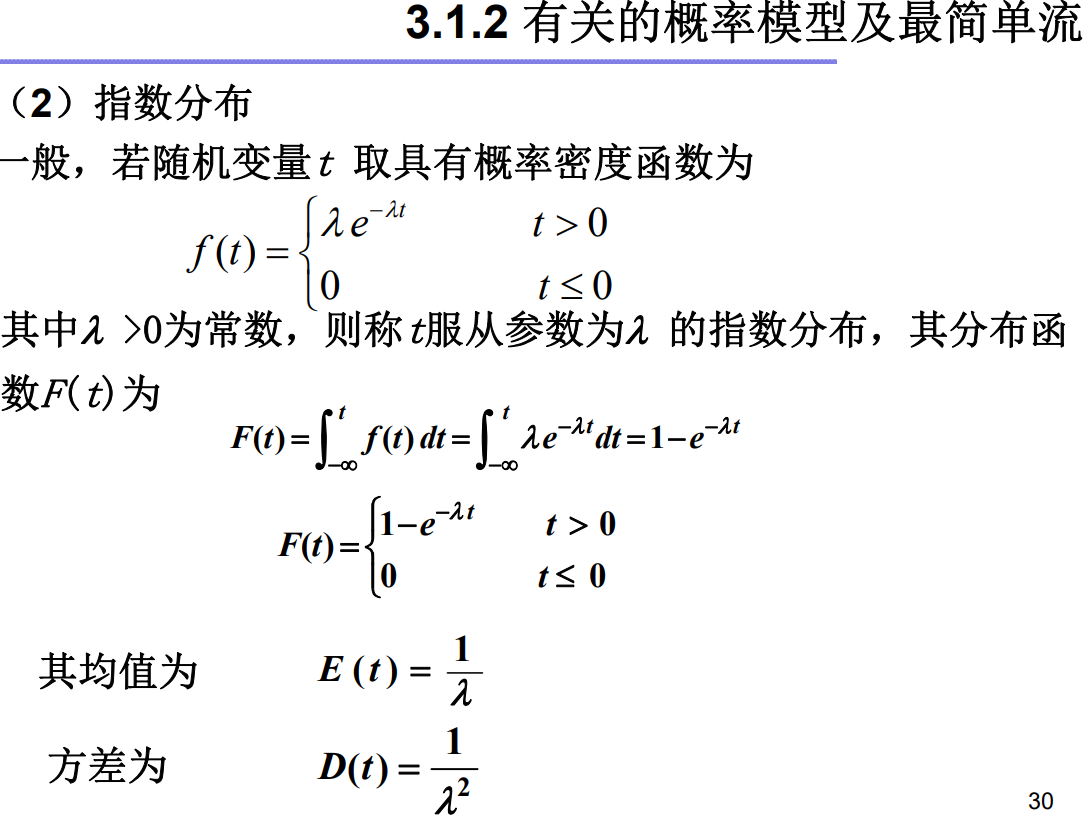 3.1.2 有关的概率模型及最简单流
（2）指数分布
一般，若随机变量 t 取具有概率密度函数为
f (t) = { λ e^{−λt} t > 0
0 t ≤ 0
其中λ >0为常数，则称t服从参数为λ 的指数分布，其分布函
数F(t)为
F(t) = ∫_{−∞}^{t} f(t) dt = ∫_{−∞}^{t} λe^{−λt}dt = 1 − e^{−λt}
F(t) = { 1−e^{−λt} t > 0
0 t ≤ 0
其均值为 E(t) = 1/λ
方差为 D(t) = 1/λ²
30